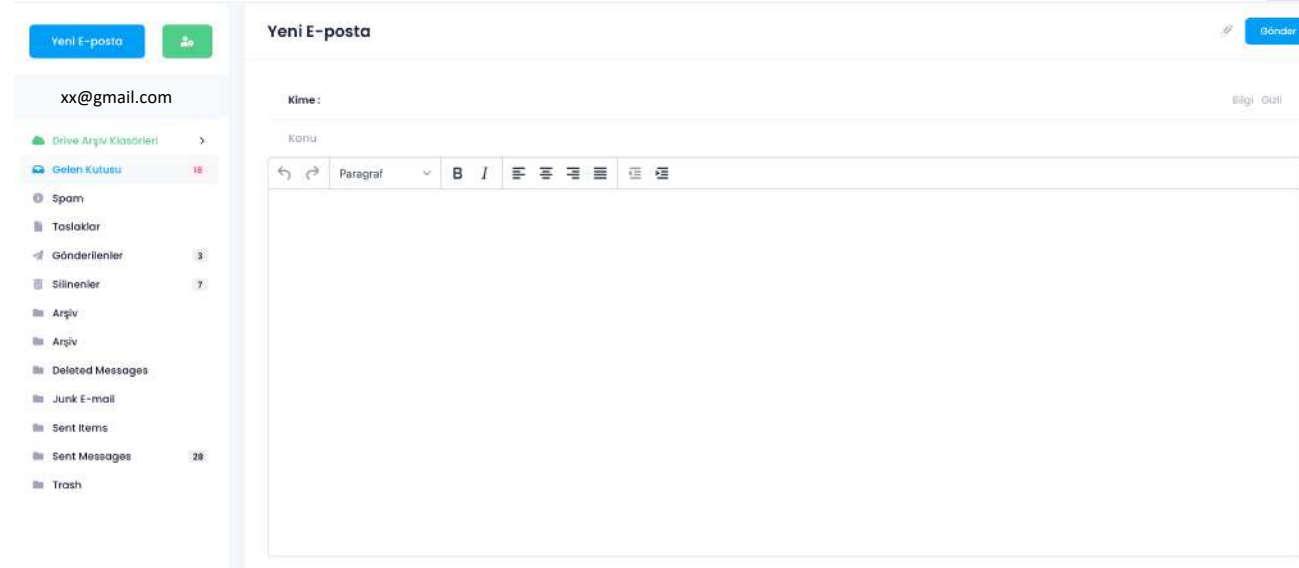 Yeni E-posta
xx@gmail.com
Drive Arşiv Klasörleri
Gelen Kutusu 18
Spam
Taslaklar
Gönderilenler 3
Silinenler 7
Arşiv
Arşiv
Deleted Messages
Junk E-mail
Sent Items
Sent Messages 28
Trash
Yeni E-posta
Gönder
Kime :
Bilgi Gizli
Konu
Paragraf B I